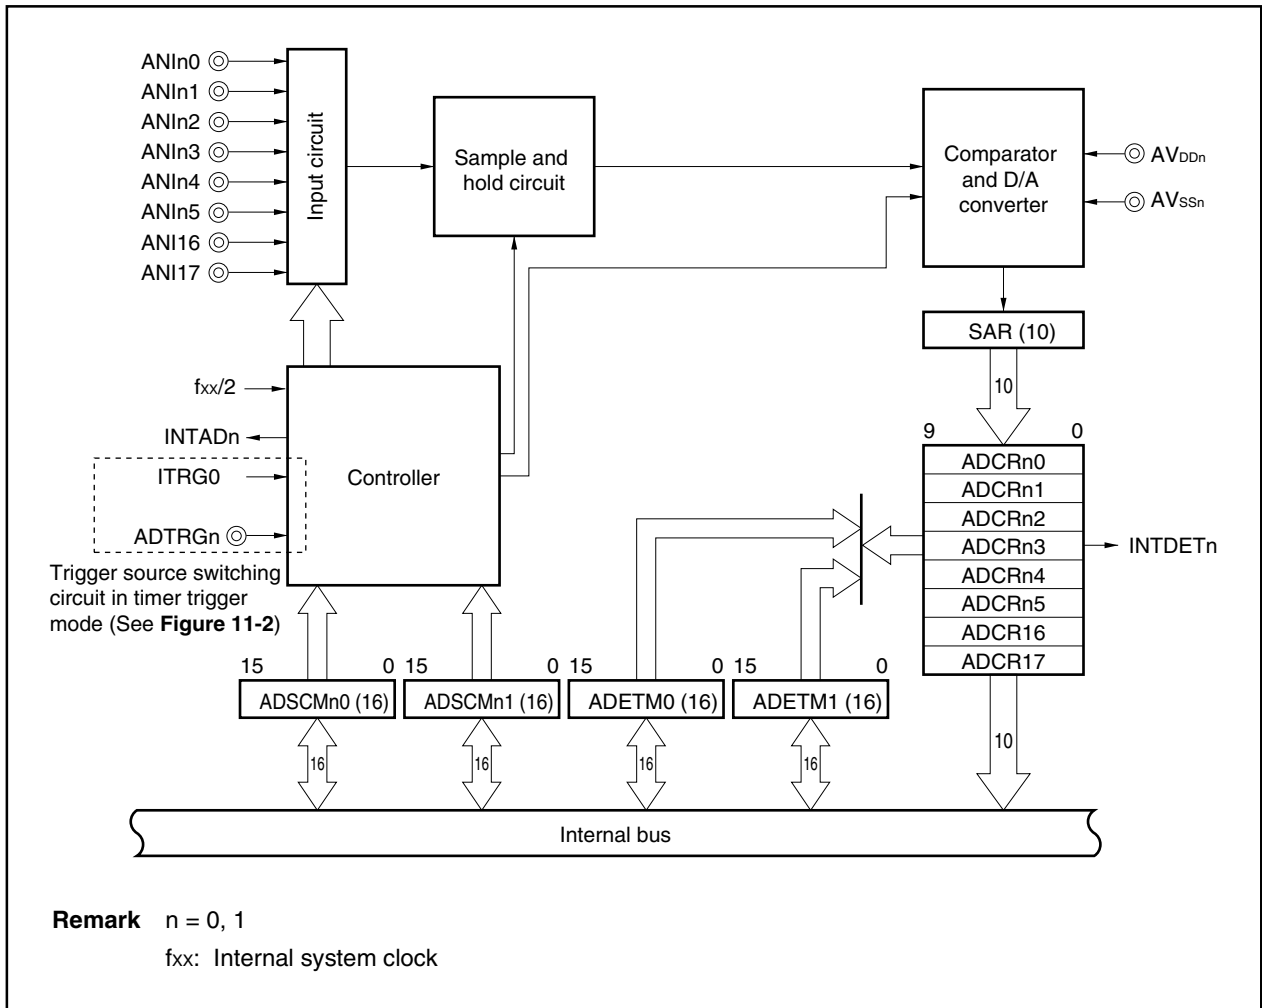 ANIn0
ANIn1
ANIn2
ANIn3
ANIn4
ANIn5
ANI16
ANI17
Input circuit
Sample and
hold circuit
Comparator
and D/A
converter
AVDDn
AVSSn
SAR (10)
10
fxx/2
INTADn
ITRG0
ADTRGn
Controller
Trigger source switching
circuit in timer trigger
mode (See Figure 11-2)
9 0
ADCRn0
ADCRn1
ADCRn2
ADCRn3
ADCRn4
ADCRn5
ADCR16
ADCR17
INTDETn
15 0 15 0 15 0 15 0
ADSCMn0 (16) ADSCMn1 (16) ADETM0 (16) ADETM1 (16)
16 16 16 16 10
Internal bus
Remark n = 0, 1
fxx: Internal system clock